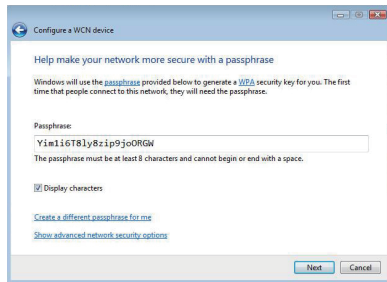 Configure a WCN device
Help make your network more secure with a passphrase
Windows will use the passphrase provided below to generate a WPA security key for you. The first
time that people connect to this network, they will need the passphrase.
Passphrase:
Yim1i6T8ly8zip9joORGW
The passphrase must be at least 8 characters and cannot begin or end with a space.
Display characters
Create a different passphrase for me
Show advanced network security options
Next Cancel